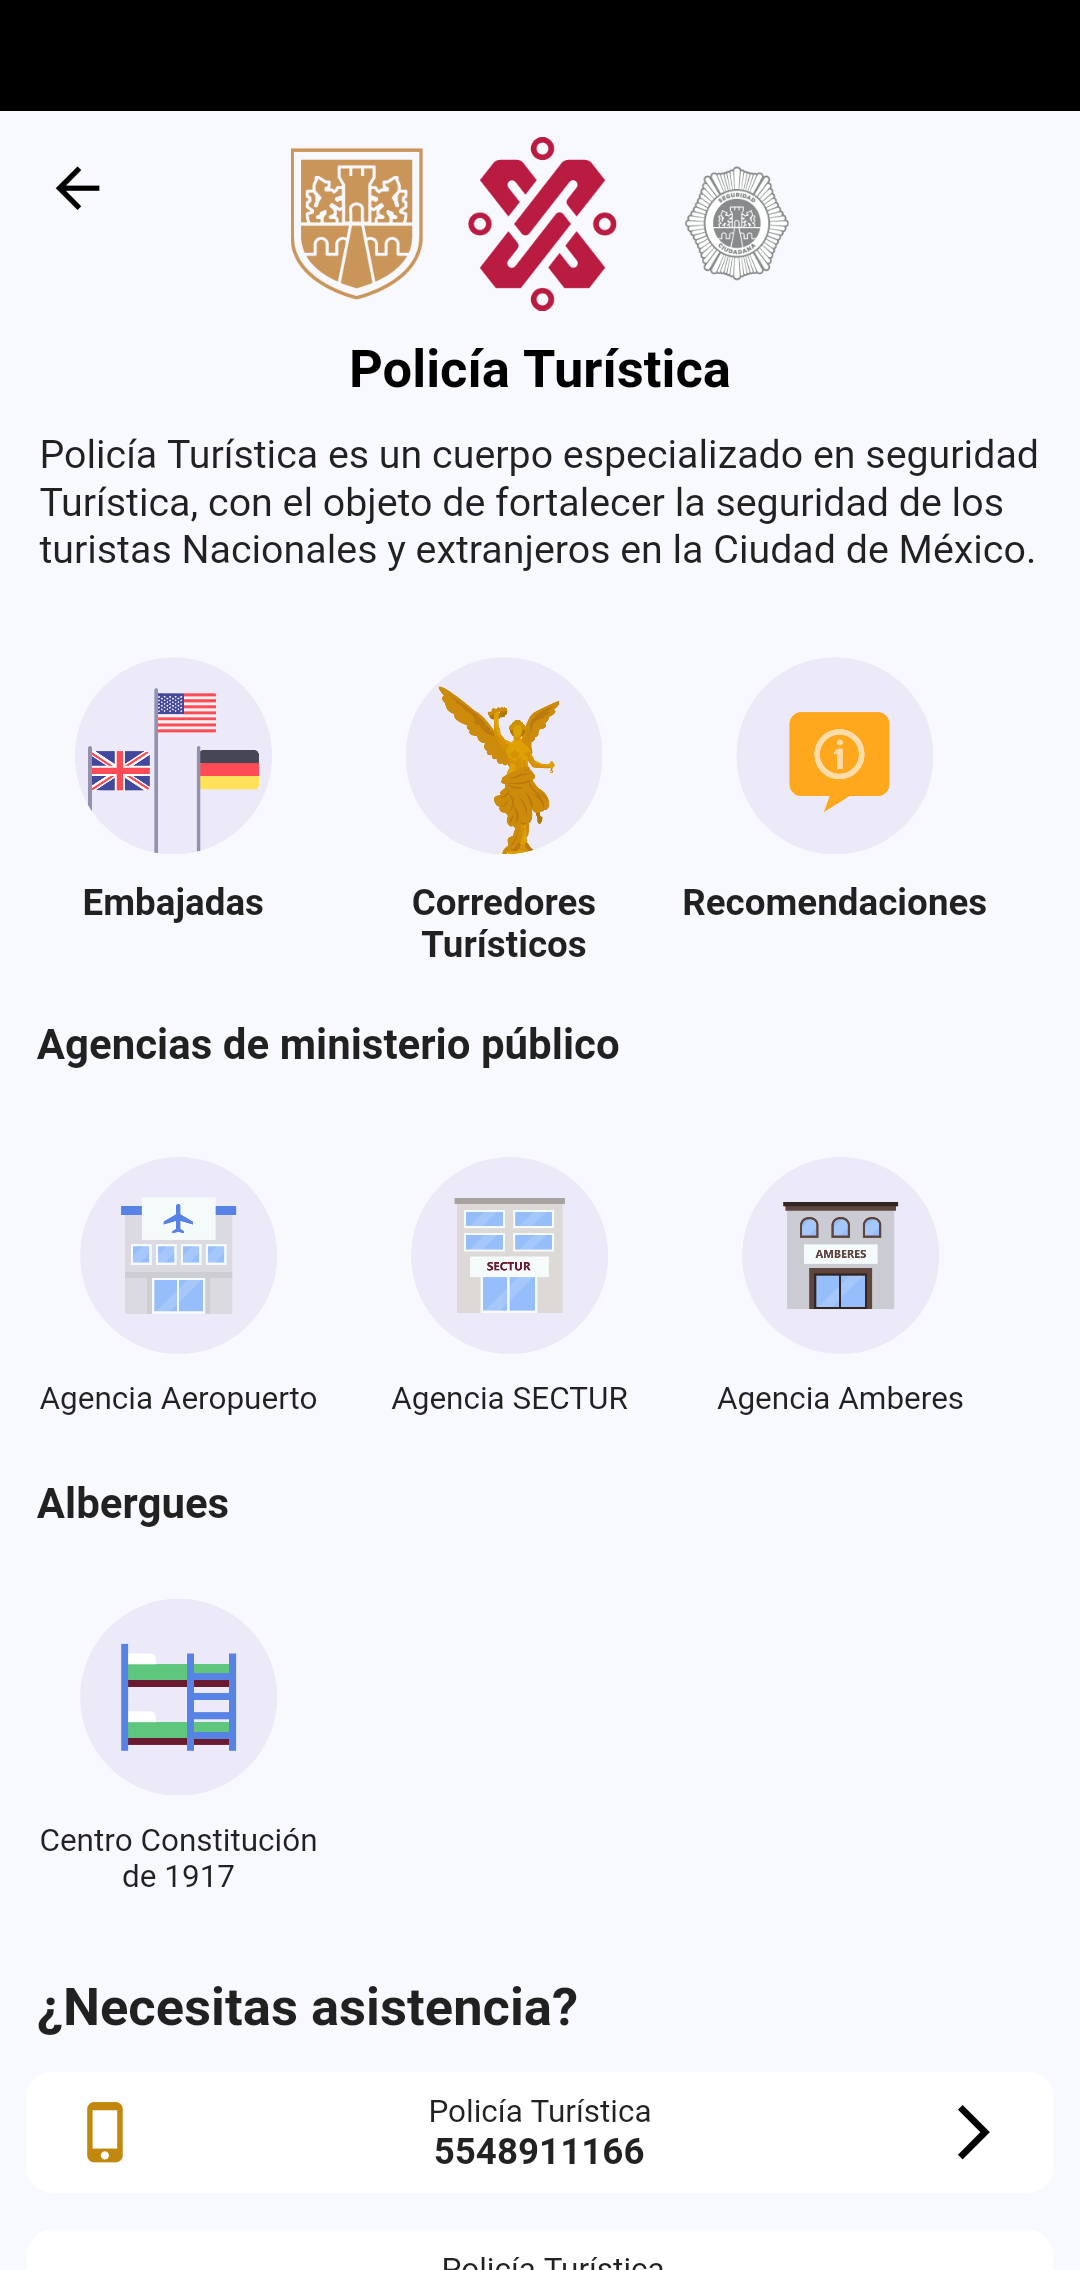 SEGURIDAD
CIUDADANA
Policía Turística
Policía Turística es un cuerpo especializado en seguridad
Turística, con el objeto de fortalecer la seguridad de los
turistas Nacionales y extranjeros en la Ciudad de México.
Embajadas
Corredores
Turísticos
Recomendaciones
Agencias de ministerio público
SECTUR
AMBERES
Agencia Aeropuerto
Agencia SECTUR
Agencia Amberes
Albergues
Centro Constitución
de 1917
¿Necesitas asistencia?
Policía Turística
5548911166
Policía Turística